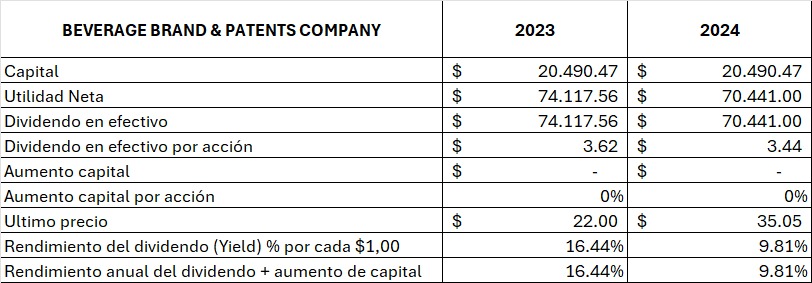 BEVERAGE BRAND & PATENTS COMPANY 2023 2024
Capital $ 20.490.47 $ 20.490.47
Utilidad Neta $ 74.117.56 $ 70.441.00
Dividendo en efectivo $ 74.117.56 $ 70.441.00
Dividendo en efectivo por acción $ 3.62 $ 3.44
Aumento capital $ - $ -
Aumento capital por acción 0% 0%
Ultimo precio $ 22.00 $ 35.05
Rendimiento del dividendo (Yield) % por cada $1,00 16.44% 9.81%
Rendimiento anual del dividendo + aumento de capital 16.44% 9.81%